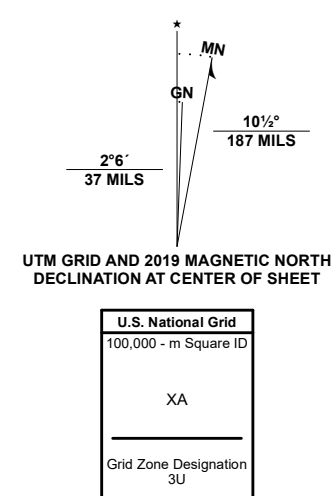 ★
MN
GN
10½°
187 MILS
2°6´
37 MILS
UTM GRID AND 2019 MAGNETIC NORTH
DECLINATION AT CENTER OF SHEET
U.S. National Grid
100,000 - m Square ID
XA
Grid Zone Designation
3U